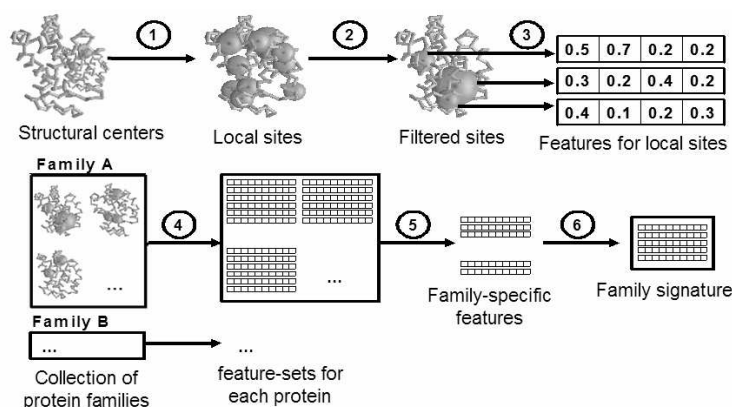 1 2 3
0.5 0.7 0.2 0.2
0.3 0.2 0.4 0.2
0.4 0.1 0.2 0.3
Structural centers
Local sites
Filtered sites
Features for local sites
Family A
4 5 6
...
...
Family-specific
features
Family signature
Family B
...
...
Collection of
protein families
feature-sets for
each protein